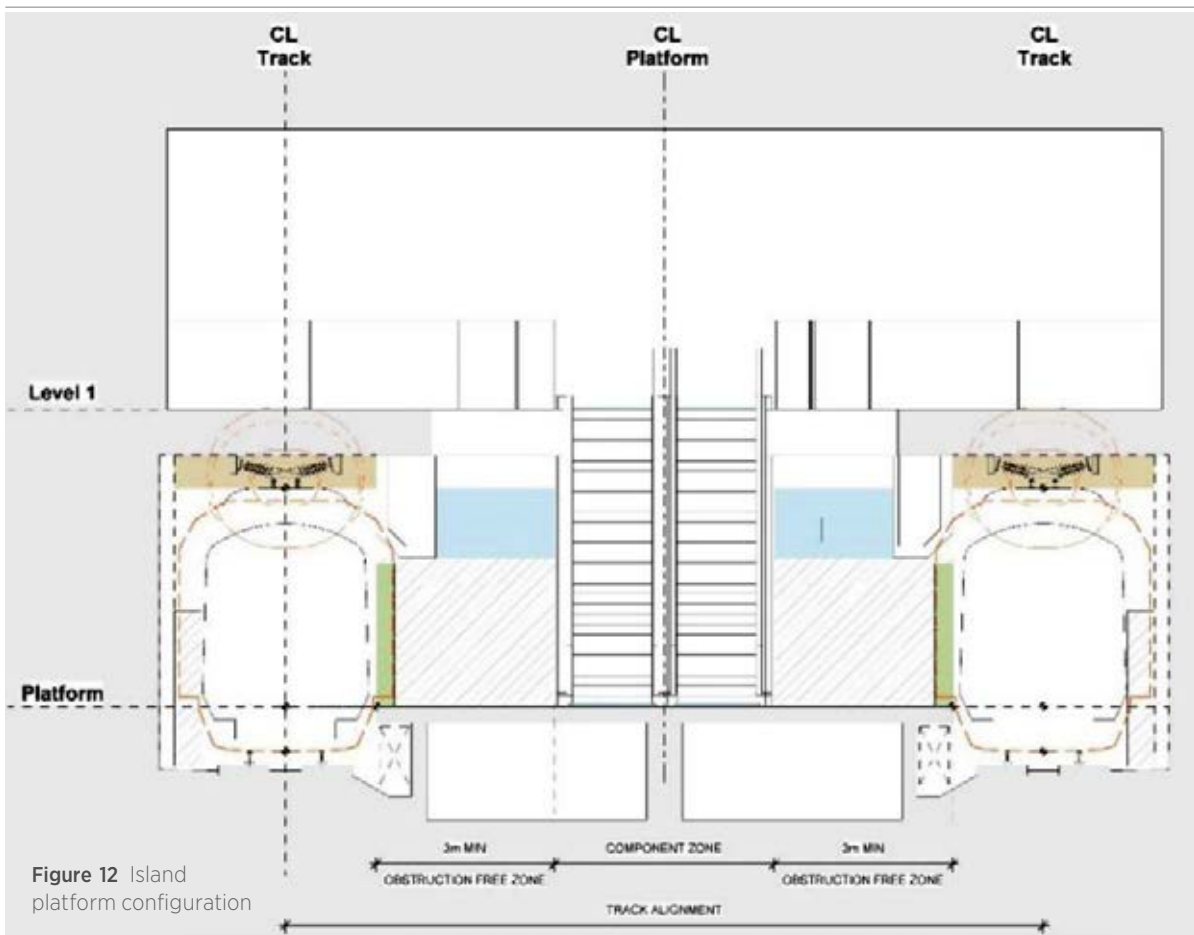 CL
Track
CL
Platform
CL
Track
Level 1
Platform
3m MIN
COMPONENT ZONE
3m MIN
OBSTRUCTION FREE ZONE
OBSTRUCTION FREE ZONE
TRACK ALIGNMENT
Figure 12 Island
platform configuration